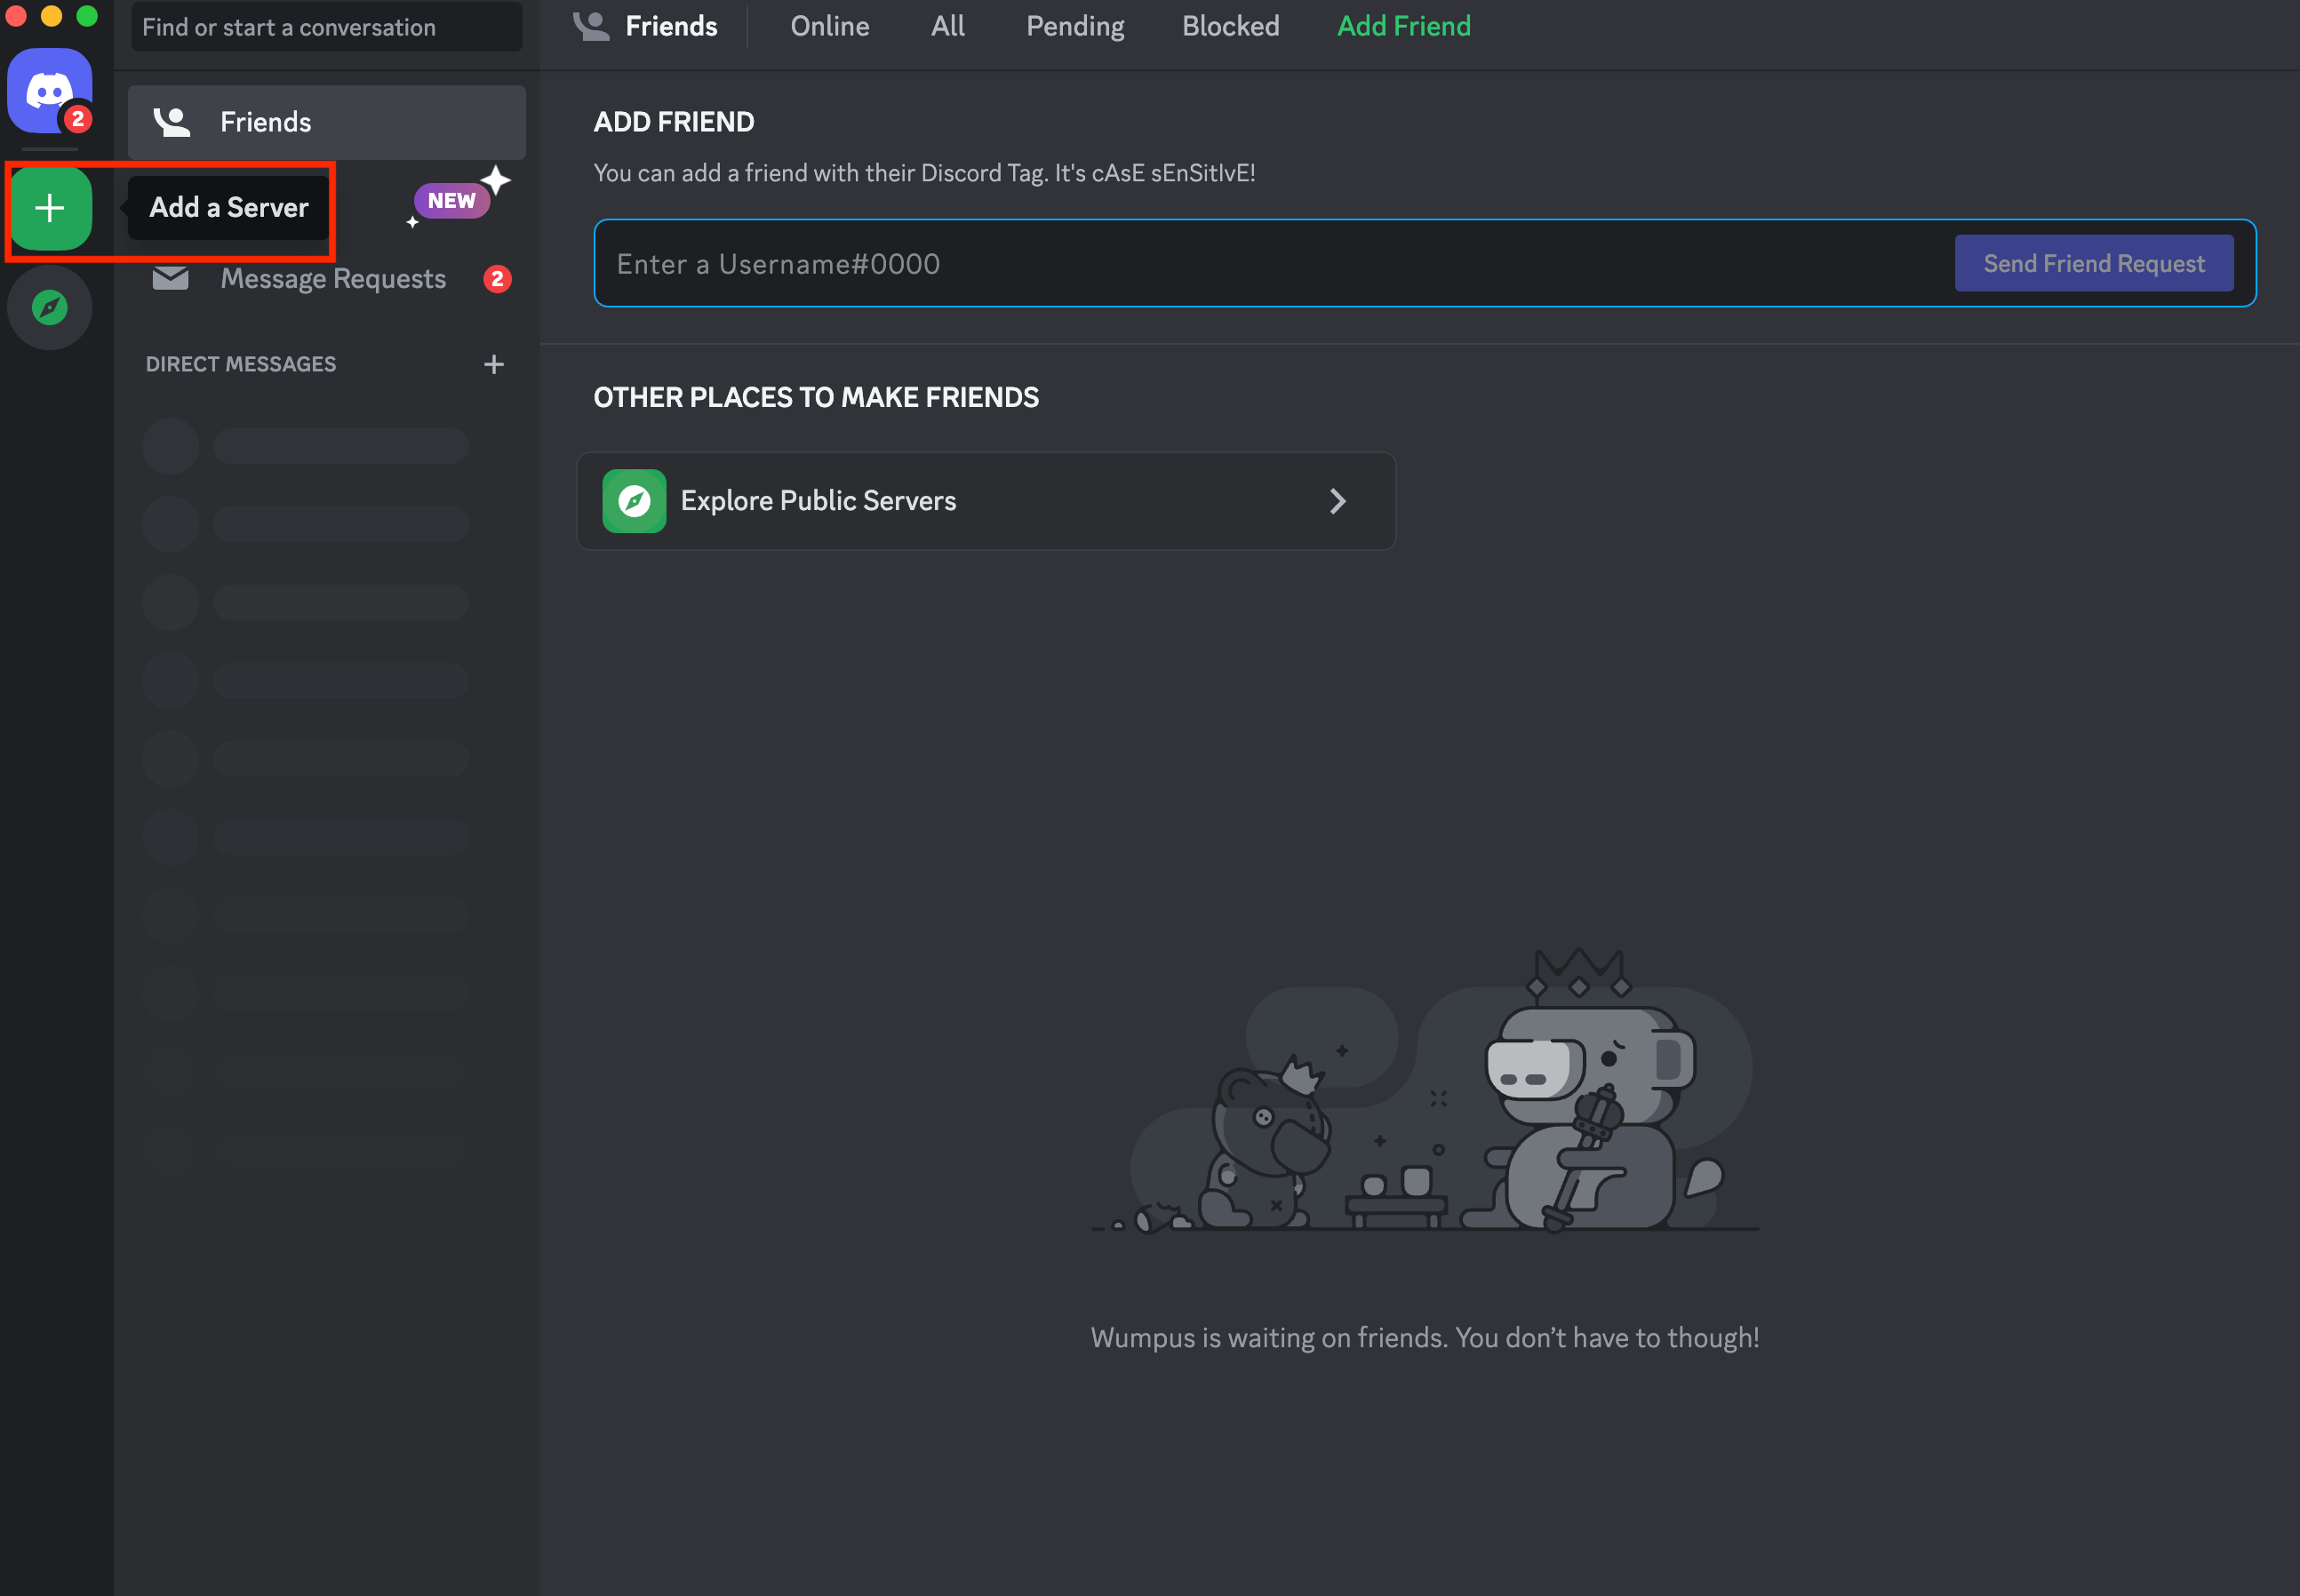 Find or start a conversation
Friends
Online
All
Pending
Blocked
Add Friend
2
Friends
Add a Server
NEW
Message Requests
2
DIRECT MESSAGES
ADD FRIEND
You can add a friend with their Discord Tag. It's cAsE sEnSitIvE!
Enter a Username#0000
Send Friend Request
OTHER PLACES TO MAKE FRIENDS
Explore Public Servers
Wumpus is waiting on friends. You don’t have to though!